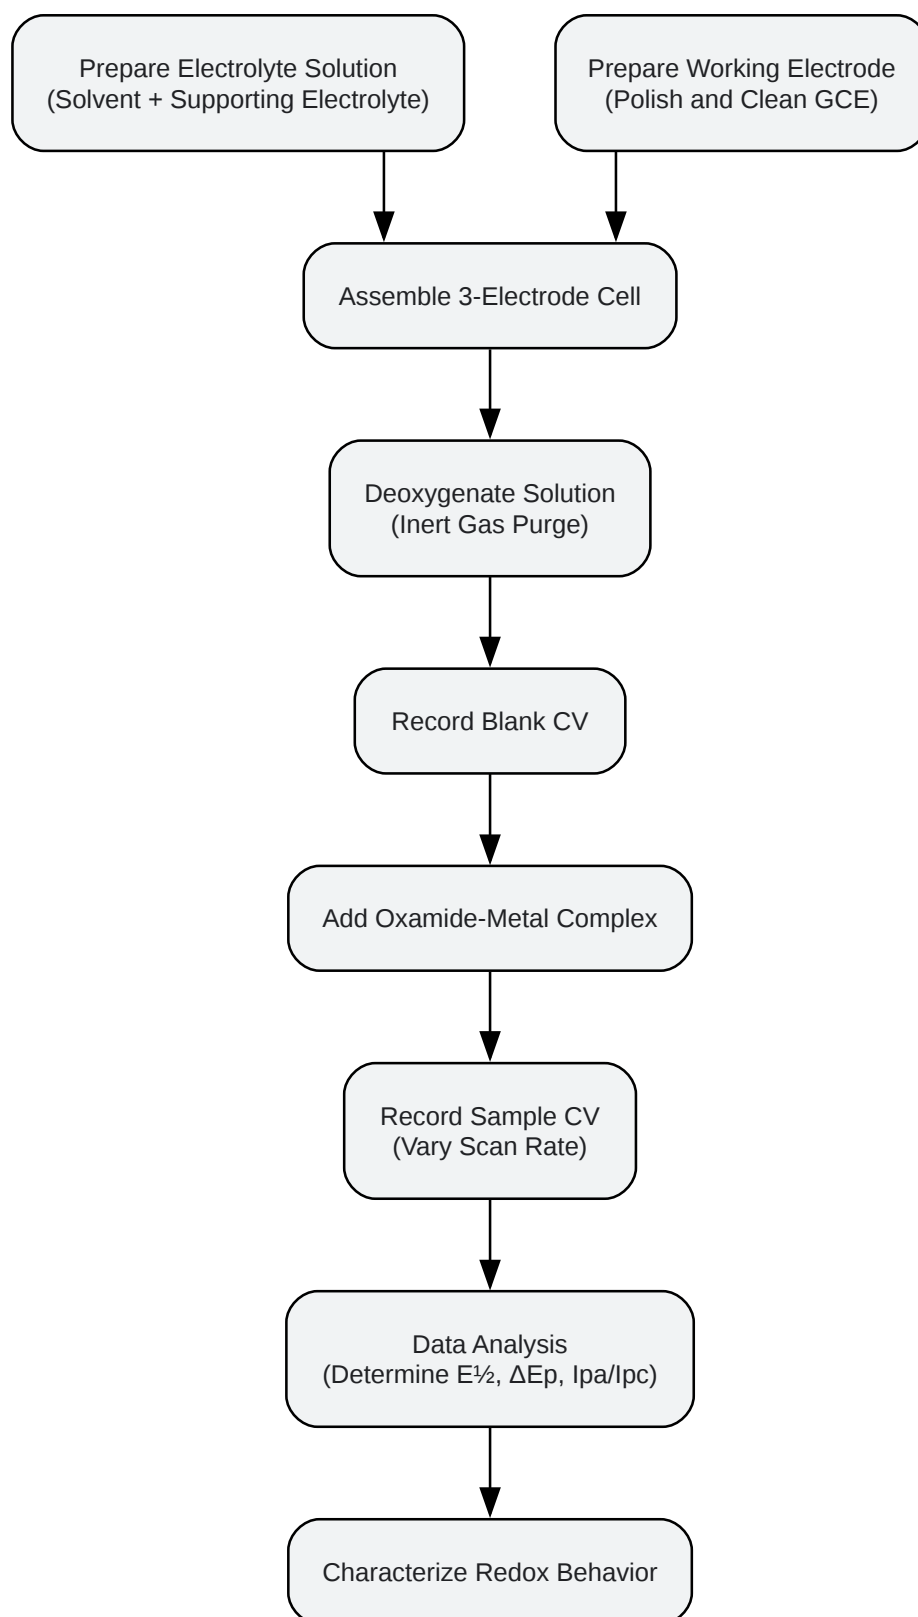 Prepare Electrolyte Solution
(Solvent + Supporting Electrolyte)
Prepare Working Electrode
(Polish and Clean GCE)
Assemble 3-Electrode Cell
Deoxygenate Solution
(Inert Gas Purge)
Record Blank CV
Add Oxamide-Metal Complex
Record Sample CV
(Vary Scan Rate)
Data Analysis
(Determine E½, ΔEp, Ipa/Ipc)
Characterize Redox Behavior